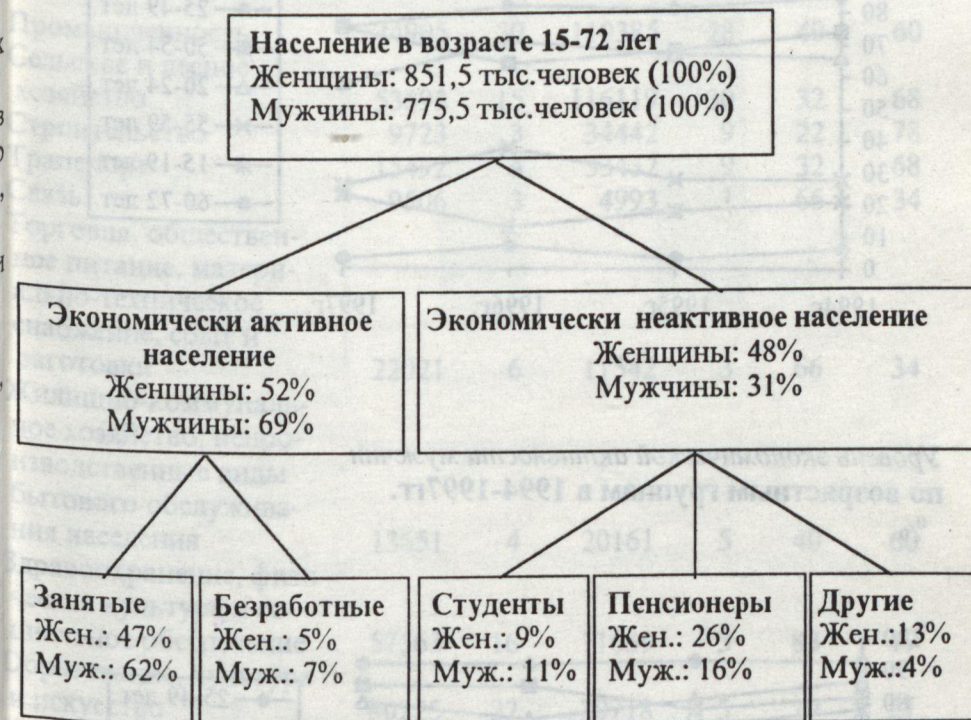 Население в возрасте 15-72 лет
Женщины: 851,5 тыс.человек (100%)
Мужчины: 775,5 тыс.человек (100%)
Экономически активное
население
Женщины: 52%
Мужчины: 69%
Экономически неактивное население
Женщины: 48%
Мужчины: 31%
Занятые
Жен.: 47%
Муж.: 62%
Безработные
Жен.: 5%
Муж.: 7%
Студенты
Жен.: 9%
Муж.: 11%
Пенсионеры
Жен.: 26%
Муж.: 16%
Другие
Жен.:13%
Муж.:4%